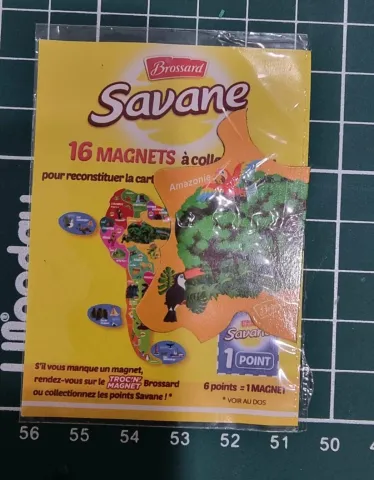 Brossard
Savane
16 MAGNETS à colle
pour reconstituer la cart
Amazonie
Savane
1 POINT
S'il vous manque un magnet,
rendez-vous sur le TROC'N' MAGNET Brossard
ou collectionnez les points Savane ! *
6 points = 1 MAGNET
* VOIR AU DOS
56 55 54 53 52 51 50